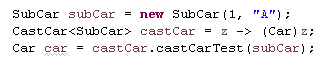 SubCar subCar = new SubCar(1, "A");
CastCar<SubCar> castCar = z -> (Car)z;
Car car = castCar.castCarTest(subCar);